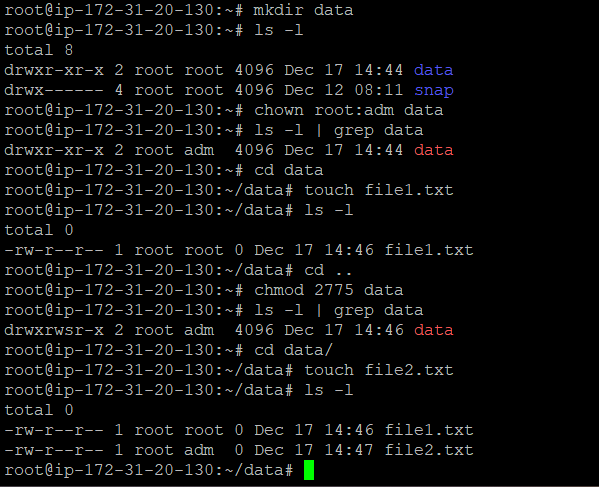 root@ip-172-31-20-130:~# mkdir data
root@ip-172-31-20-130:~# ls -l
total 8
drwxr-xr-x 2 root root 4096 Dec 17 14:44 data
drwx------ 4 root root 4096 Dec 12 08:11 snap
root@ip-172-31-20-130:~# chown root:adm data
root@ip-172-31-20-130:~# ls -l | grep data
drwxr-xr-x 2 root adm  4096 Dec 17 14:44 data
root@ip-172-31-20-130:~# cd data
root@ip-172-31-20-130:~/data# touch file1.txt
root@ip-172-31-20-130:~/data# ls -l
total 0
-rw-r--r-- 1 root root 0 Dec 17 14:46 file1.txt
root@ip-172-31-20-130:~/data# cd ..
root@ip-172-31-20-130:~# chmod 2775 data
root@ip-172-31-20-130:~# ls -l | grep data
drwxrwsr-x 2 root adm  4096 Dec 17 14:46 data
root@ip-172-31-20-130:~# cd data/
root@ip-172-31-20-130:~/data# touch file2.txt
root@ip-172-31-20-130:~/data# ls -l
total 0
-rw-r--r-- 1 root root 0 Dec 17 14:46 file1.txt
-rw-r--r-- 1 root adm  0 Dec 17 14:47 file2.txt
root@ip-172-31-20-130:~/data#